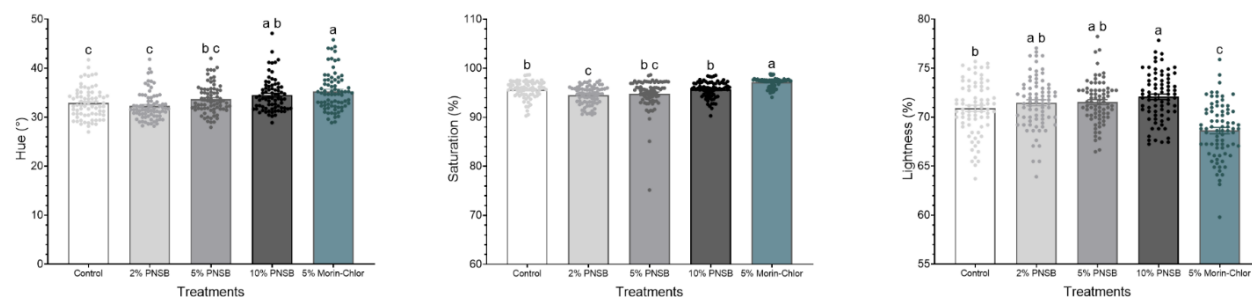 Hue (°)
50
40
30
20
10
0
c
c
b c
a b
a
Control
2% PNSB
5% PNSB
10% PNSB
5% Morin-Chlor
Treatments
Saturation (%)
100
90
80
70
60
b
c
b c
b
a
Control
2% PNSB
5% PNSB
10% PNSB
5% Morin-Chlor
Treatments
Lightness (%)
80
75
70
65
60
55
b
a b
a b
a
c
Control
2% PNSB
5% PNSB
10% PNSB
5% Morin-Chlor
Treatments